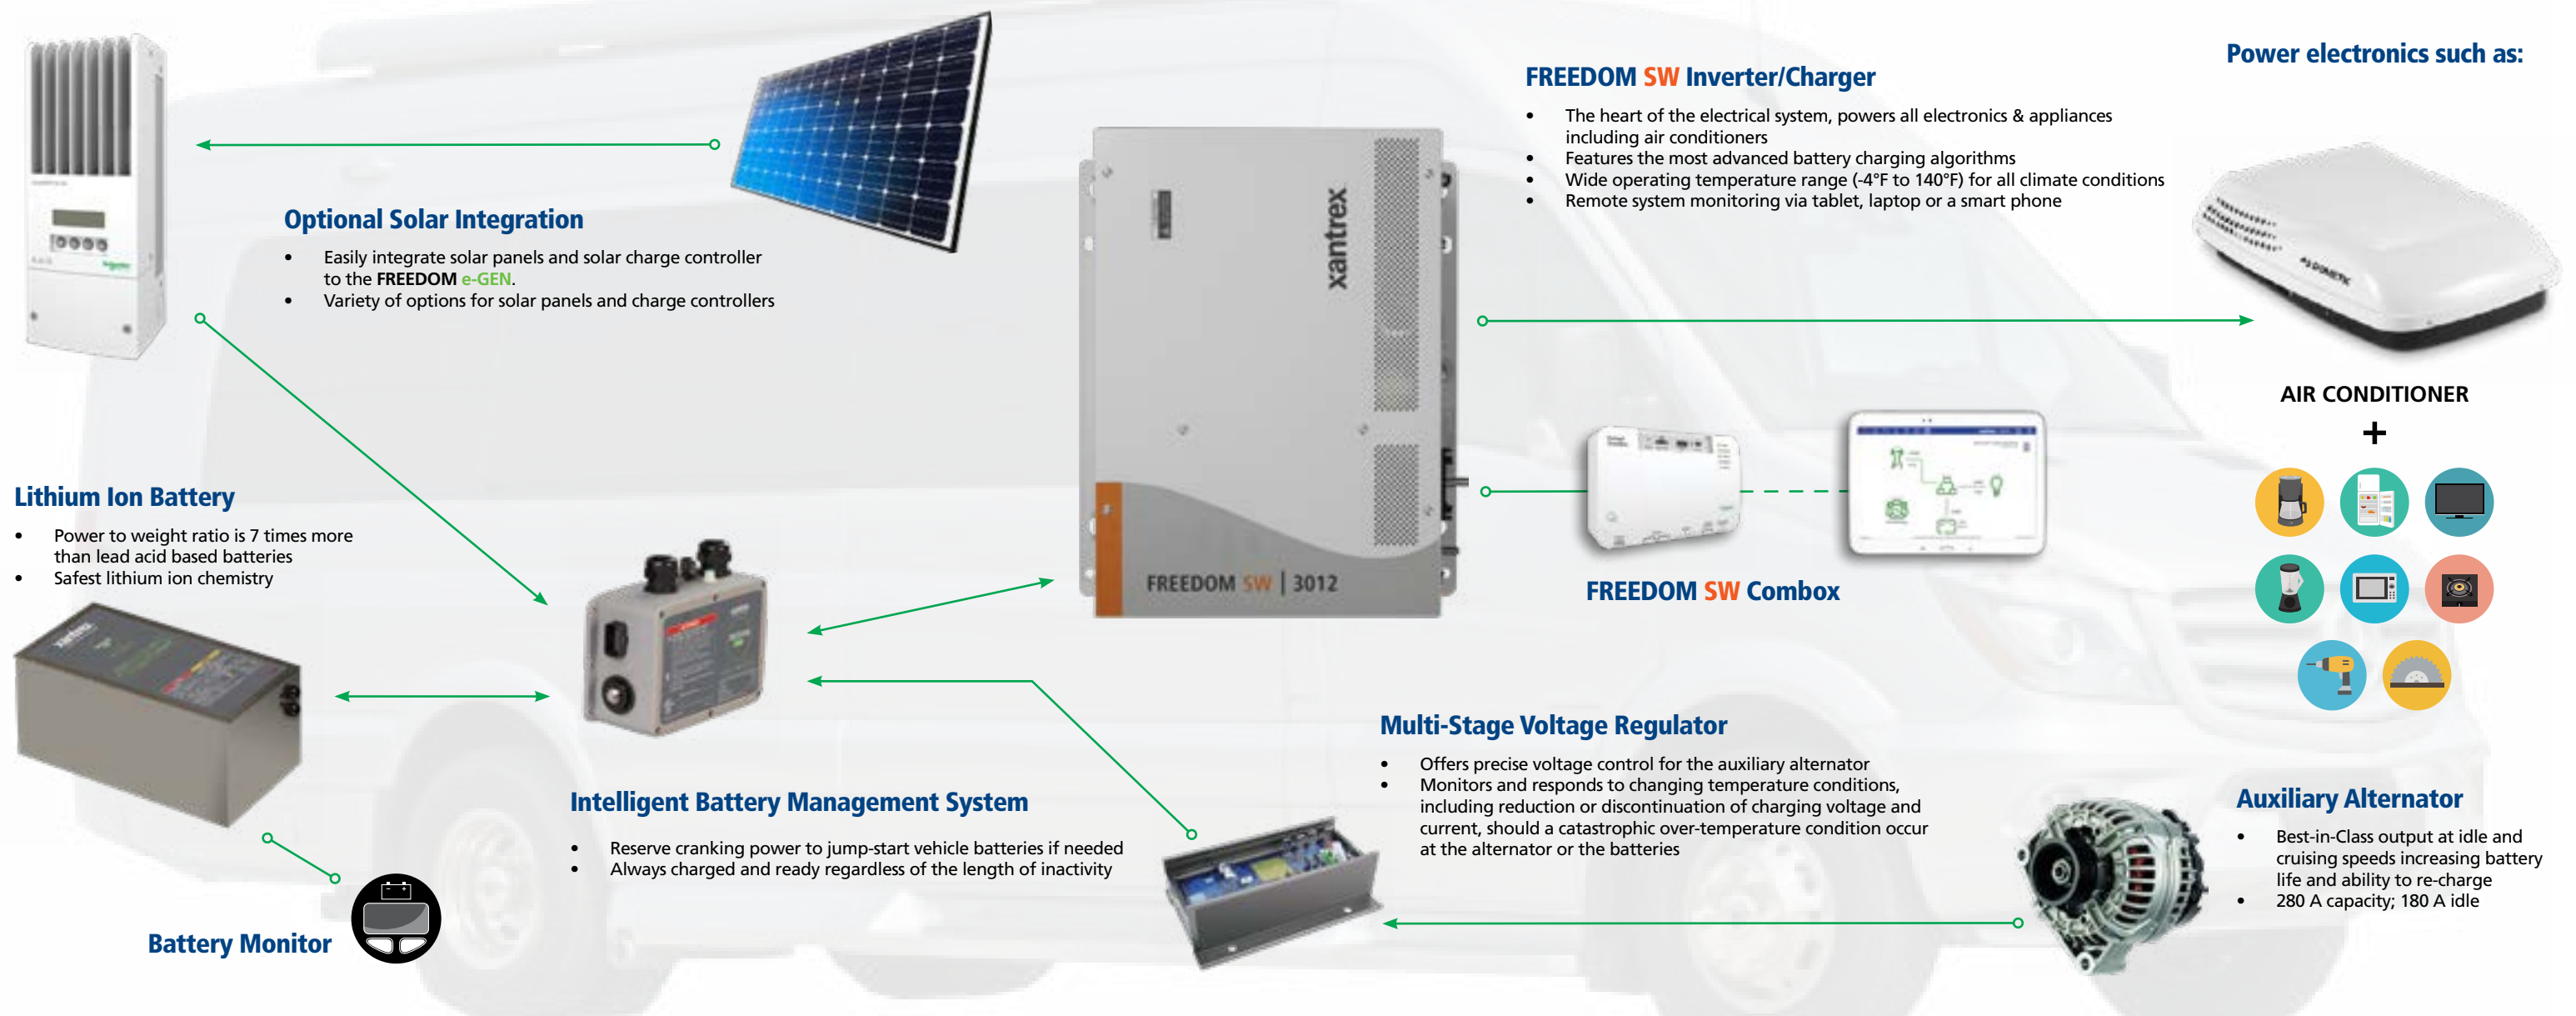 Power electronics such as:
FREEDOM SW Inverter/Charger
• The heart of the electrical system, powers all electronics & appliances
including air conditioners
• Features the most advanced battery charging algorithms
• Wide operating temperature range (-4°F to 140°F) for all climate conditions
• Remote system monitoring via tablet, laptop or a smart phone
Optional Solar Integration
• Easily integrate solar panels and solar charge controller
to the FREEDOM e-GEN.
• Variety of options for solar panels and charge controllers
xantrex
FREEDOM SW | 3012
DOMETIC
AIR CONDITIONER
+
Lithium Ion Battery
• Power to weight ratio is 7 times more
than lead acid based batteries
• Safest lithium ion chemistry
xantrex
FREEDOM SW Combox
Multi-Stage Voltage Regulator
• Offers precise voltage control for the auxiliary alternator
• Monitors and responds to changing temperature conditions,
including reduction or discontinuation of charging voltage and
current, should a catastrophic over-temperature condition occur
at the alternator or the batteries
Intelligent Battery Management System
• Reserve cranking power to jump-start vehicle batteries if needed
• Always charged and ready regardless of the length of inactivity
Auxiliary Alternator
• Best-in-Class output at idle and
cruising speeds increasing battery
life and ability to re-charge
• 280 A capacity; 180 A idle
Battery Monitor